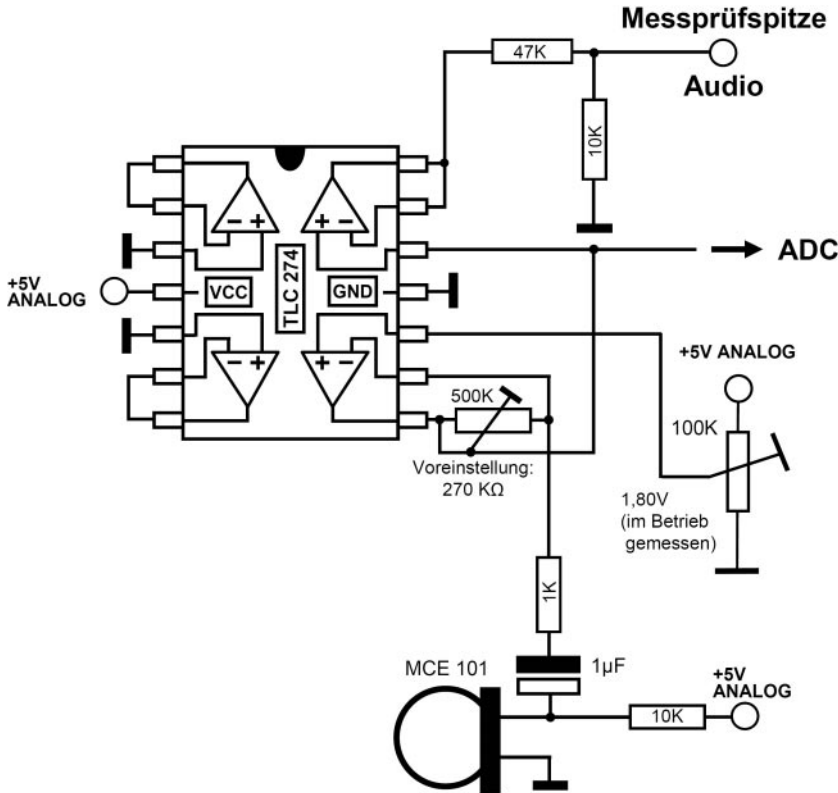 Messprüfspitze
47K
Audio
10K
ADC
+5V
ANALOG
VCC
TLC 274
GND
- +
+ -
- +
+ -
+5V ANALOG
500K
100K
Voreinstellung:
270 KΩ
1,80V
(im Betrieb
gemessen)
1K
MCE 101
1µF
+5V
ANALOG
10K